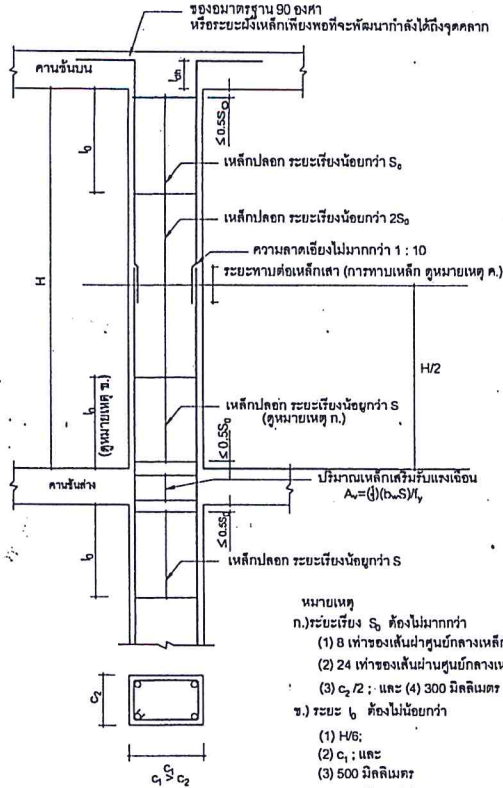 ของอมาตรฐาน 90 องศา
หรือระยะฝังเหล็กเพียงพอที่จะพัฒนากำลังได้ถึงจุดคลาก
คานชั้นบน
≤ 0.5S₀
l₀
เหล็กปลอก ระยะเรียงน้อยกว่า S₀
เหล็กปลอก ระยะเรียงน้อยกว่า 2S₀
ความลาดเอียงไม่มากกว่า 1 : 10
ระยะทาบต่อเหล็กเสา (การทาบเหล็ก ดูหมายเหตุ ค.)
H
H/2
l₀
(ดูหมายเหตุ ข.)
เหล็กปลอก ระยะเรียงน้อยกว่า S
(ดูหมายเหตุ ก.)
≤ 0.5S₀
คานชั้นล่าง
ปริมาณเหล็กเสริมรับแรงเฉือน
≤ 0.5S₀
l₀
เหล็กปลอก ระยะเรียงน้อยกว่า S
หมายเหตุ
ก.)ระยะเรียง S₀ ต้องไม่มากกว่า
(1) 8 เท่าของเส้นผ่าศูนย์กลางเหล็
(2) 24 เท่าของเส้นผ่านศูนย์กลางเห
(3) c₂ /2 ; และ (4) 300 มิลลิเมตร
ข.) ระยะ l₀ ต้องไม่น้อยกว่า
(1) H/6;
(2) c₁ ; และ
(3) 500 มิลลิเมตร
c₂
c₁
c₁ > c₂